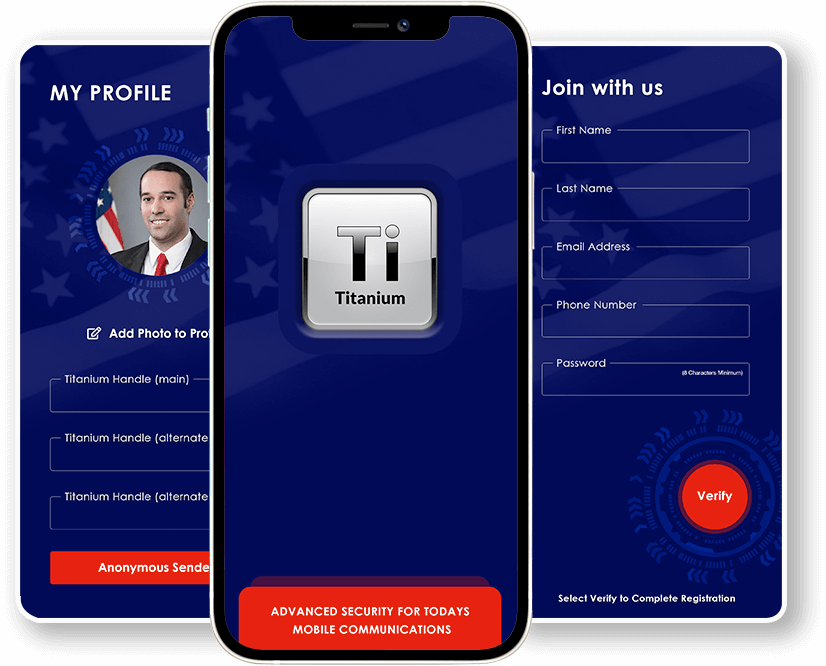 MY PROFILE
Add Photo to Pro
Titanium Handle (main)
Titanium Handle (alternate
Titanium Handle (alternate
Anonymous Sende
Ti
Titanium
ADVANCED SECURITY FOR TODAYS
MOBILE COMMUNICATIONS
Join with us
First Name
Last Name
Email Address
Phone Number
Password
(8 Characters Minimum)
Verify
Select Verify to Complete Registration